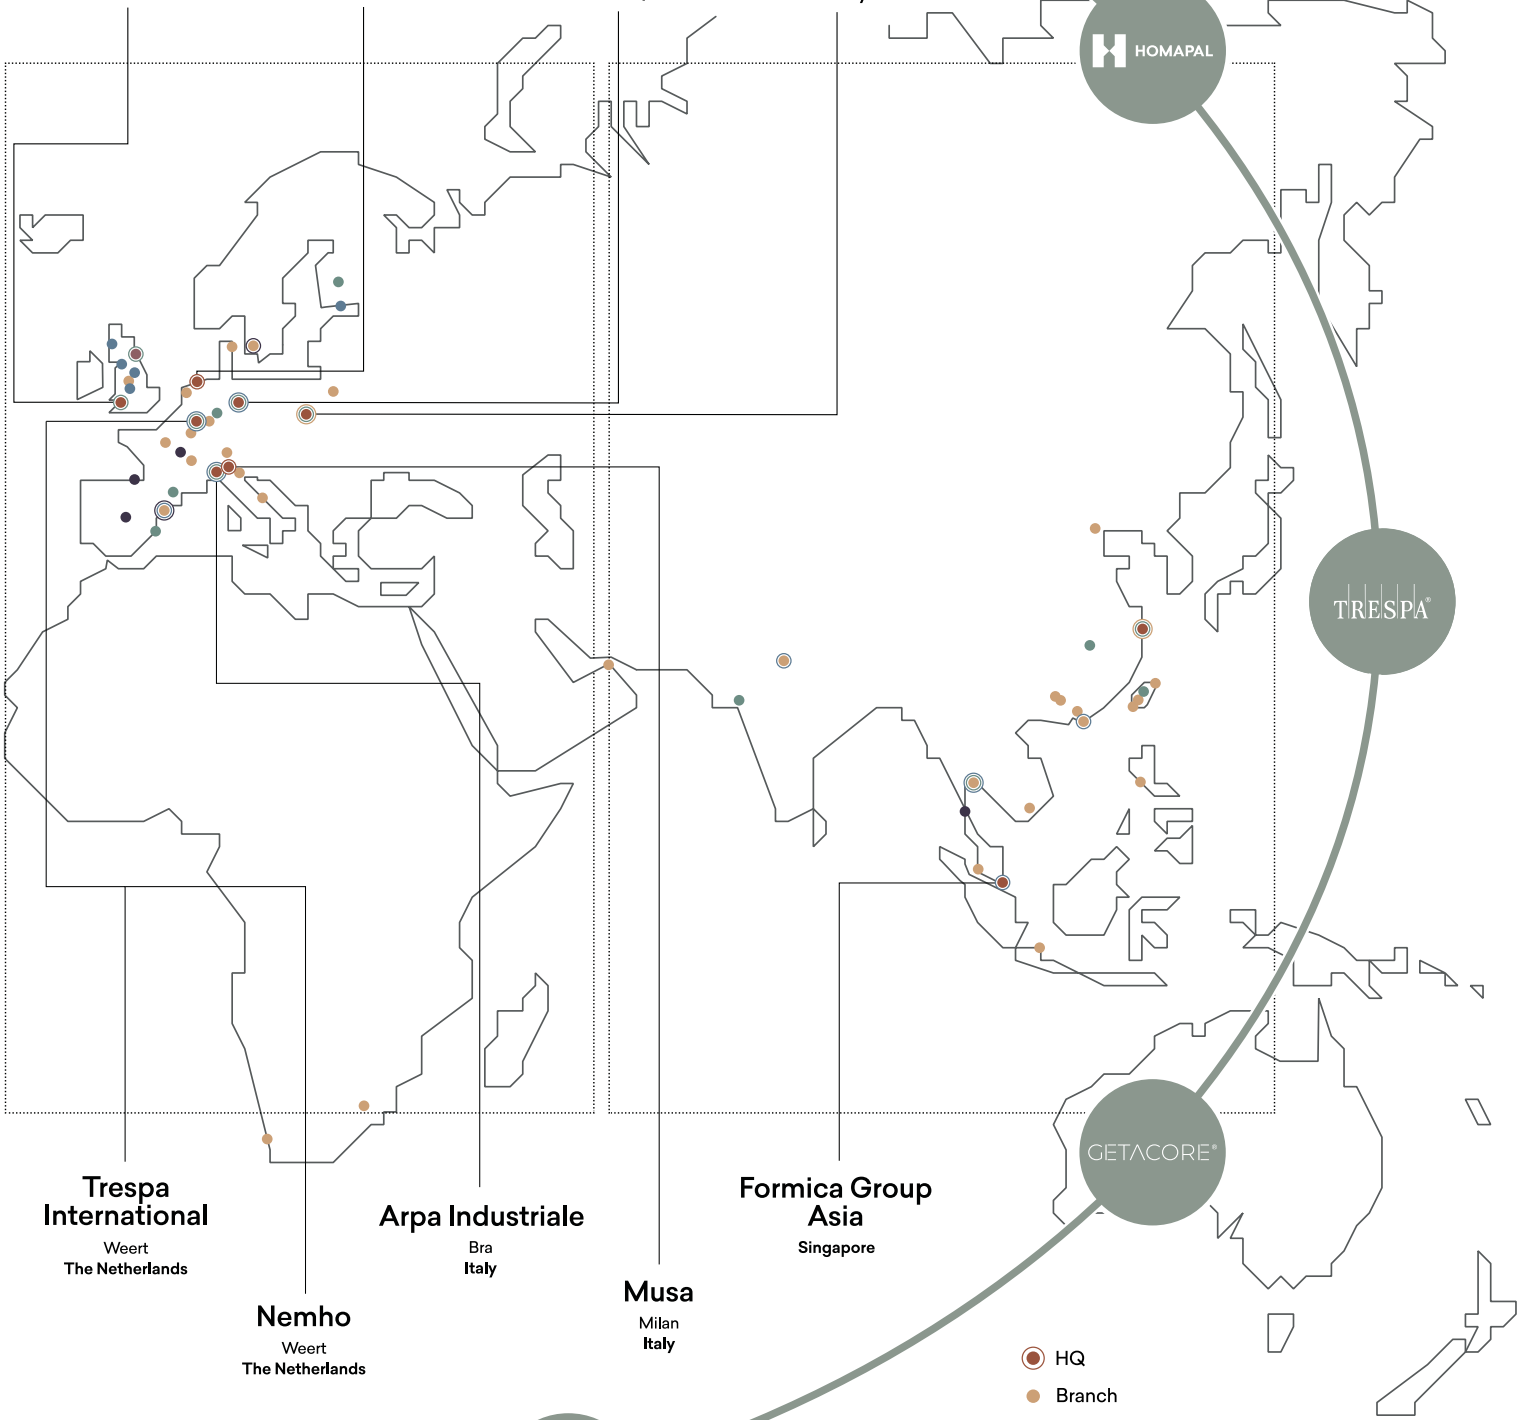 HOMAPAL
TRESPA®
GETACORE®
Trespa
International
Weert
The Netherlands
Nemho
Weert
The Netherlands
Arpa Industriale
Bra
Italy
Musa
Milan
Italy
Formica Group
Asia
Singapore
HQ
Branch